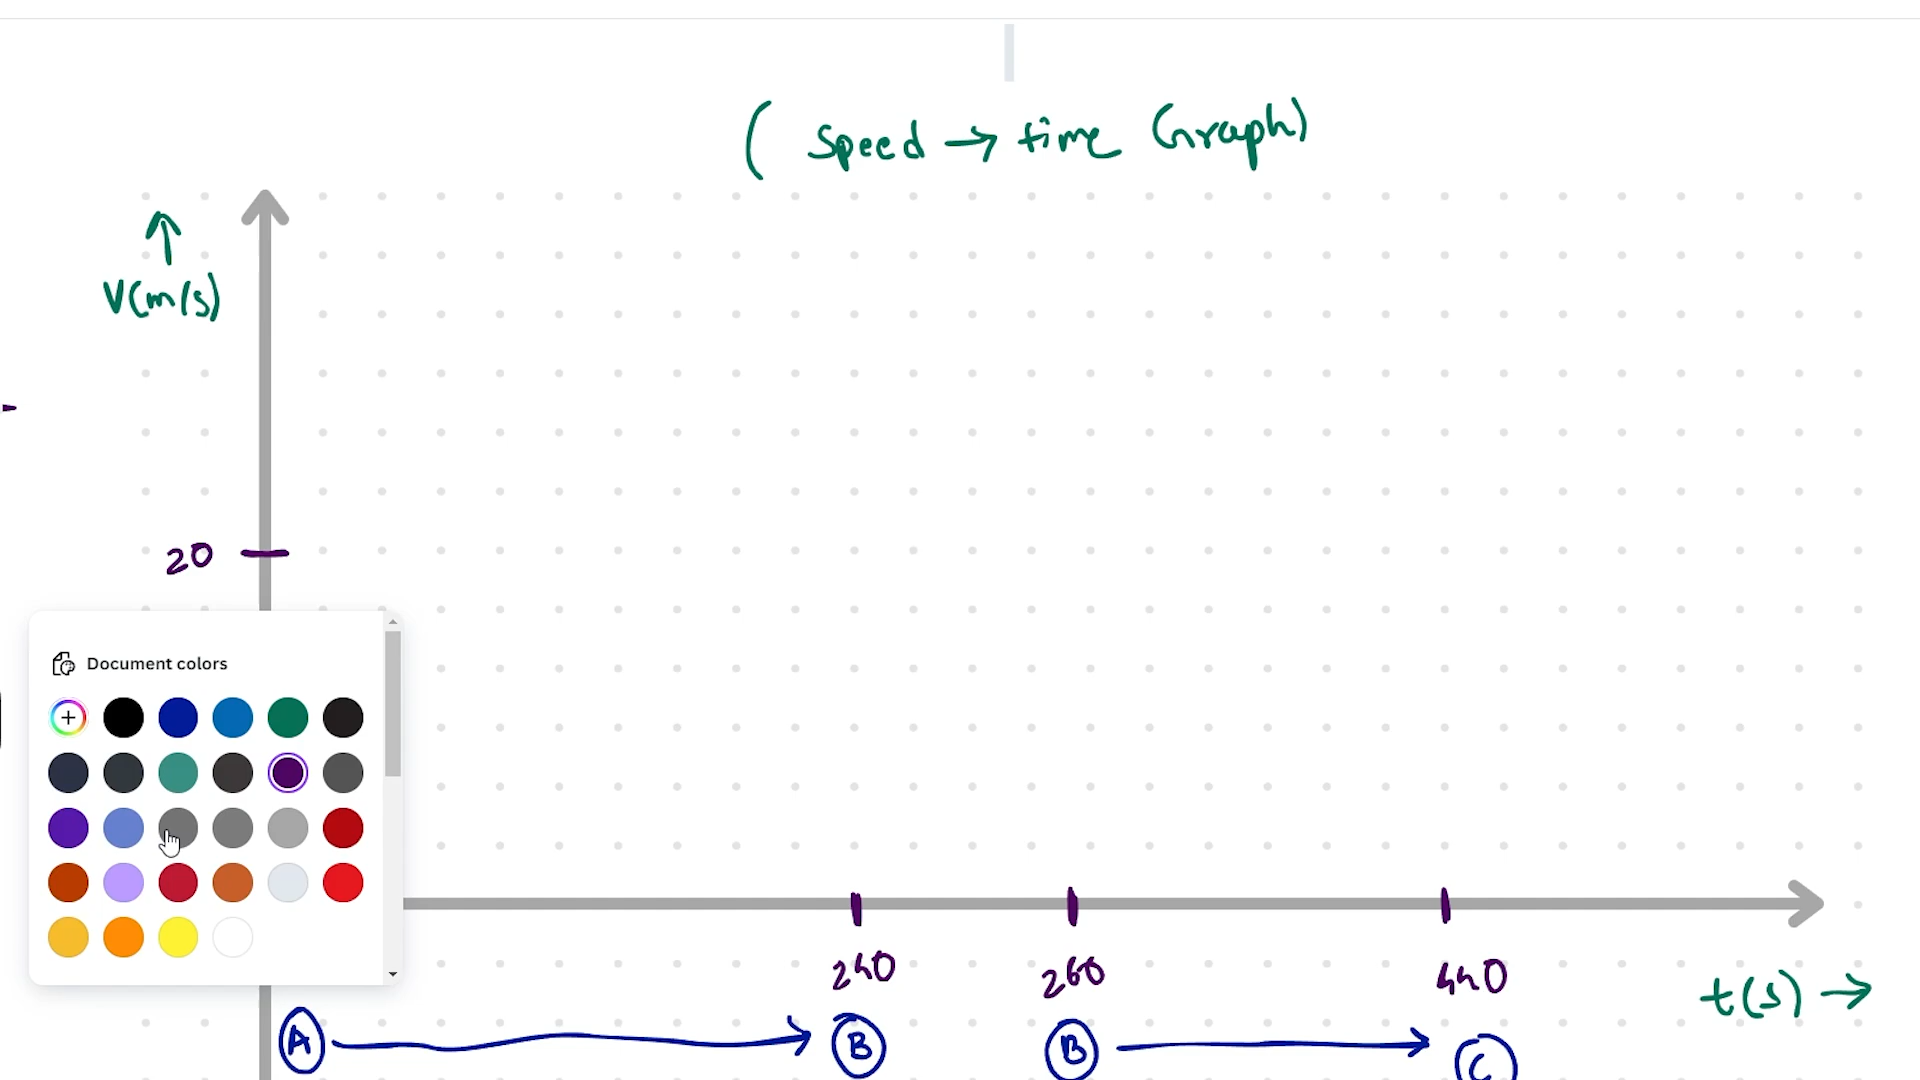 ( Speed → time Graph)
↑
V(m/s)
20
Document colors
240 260 440
t(s) →
A → B B → C